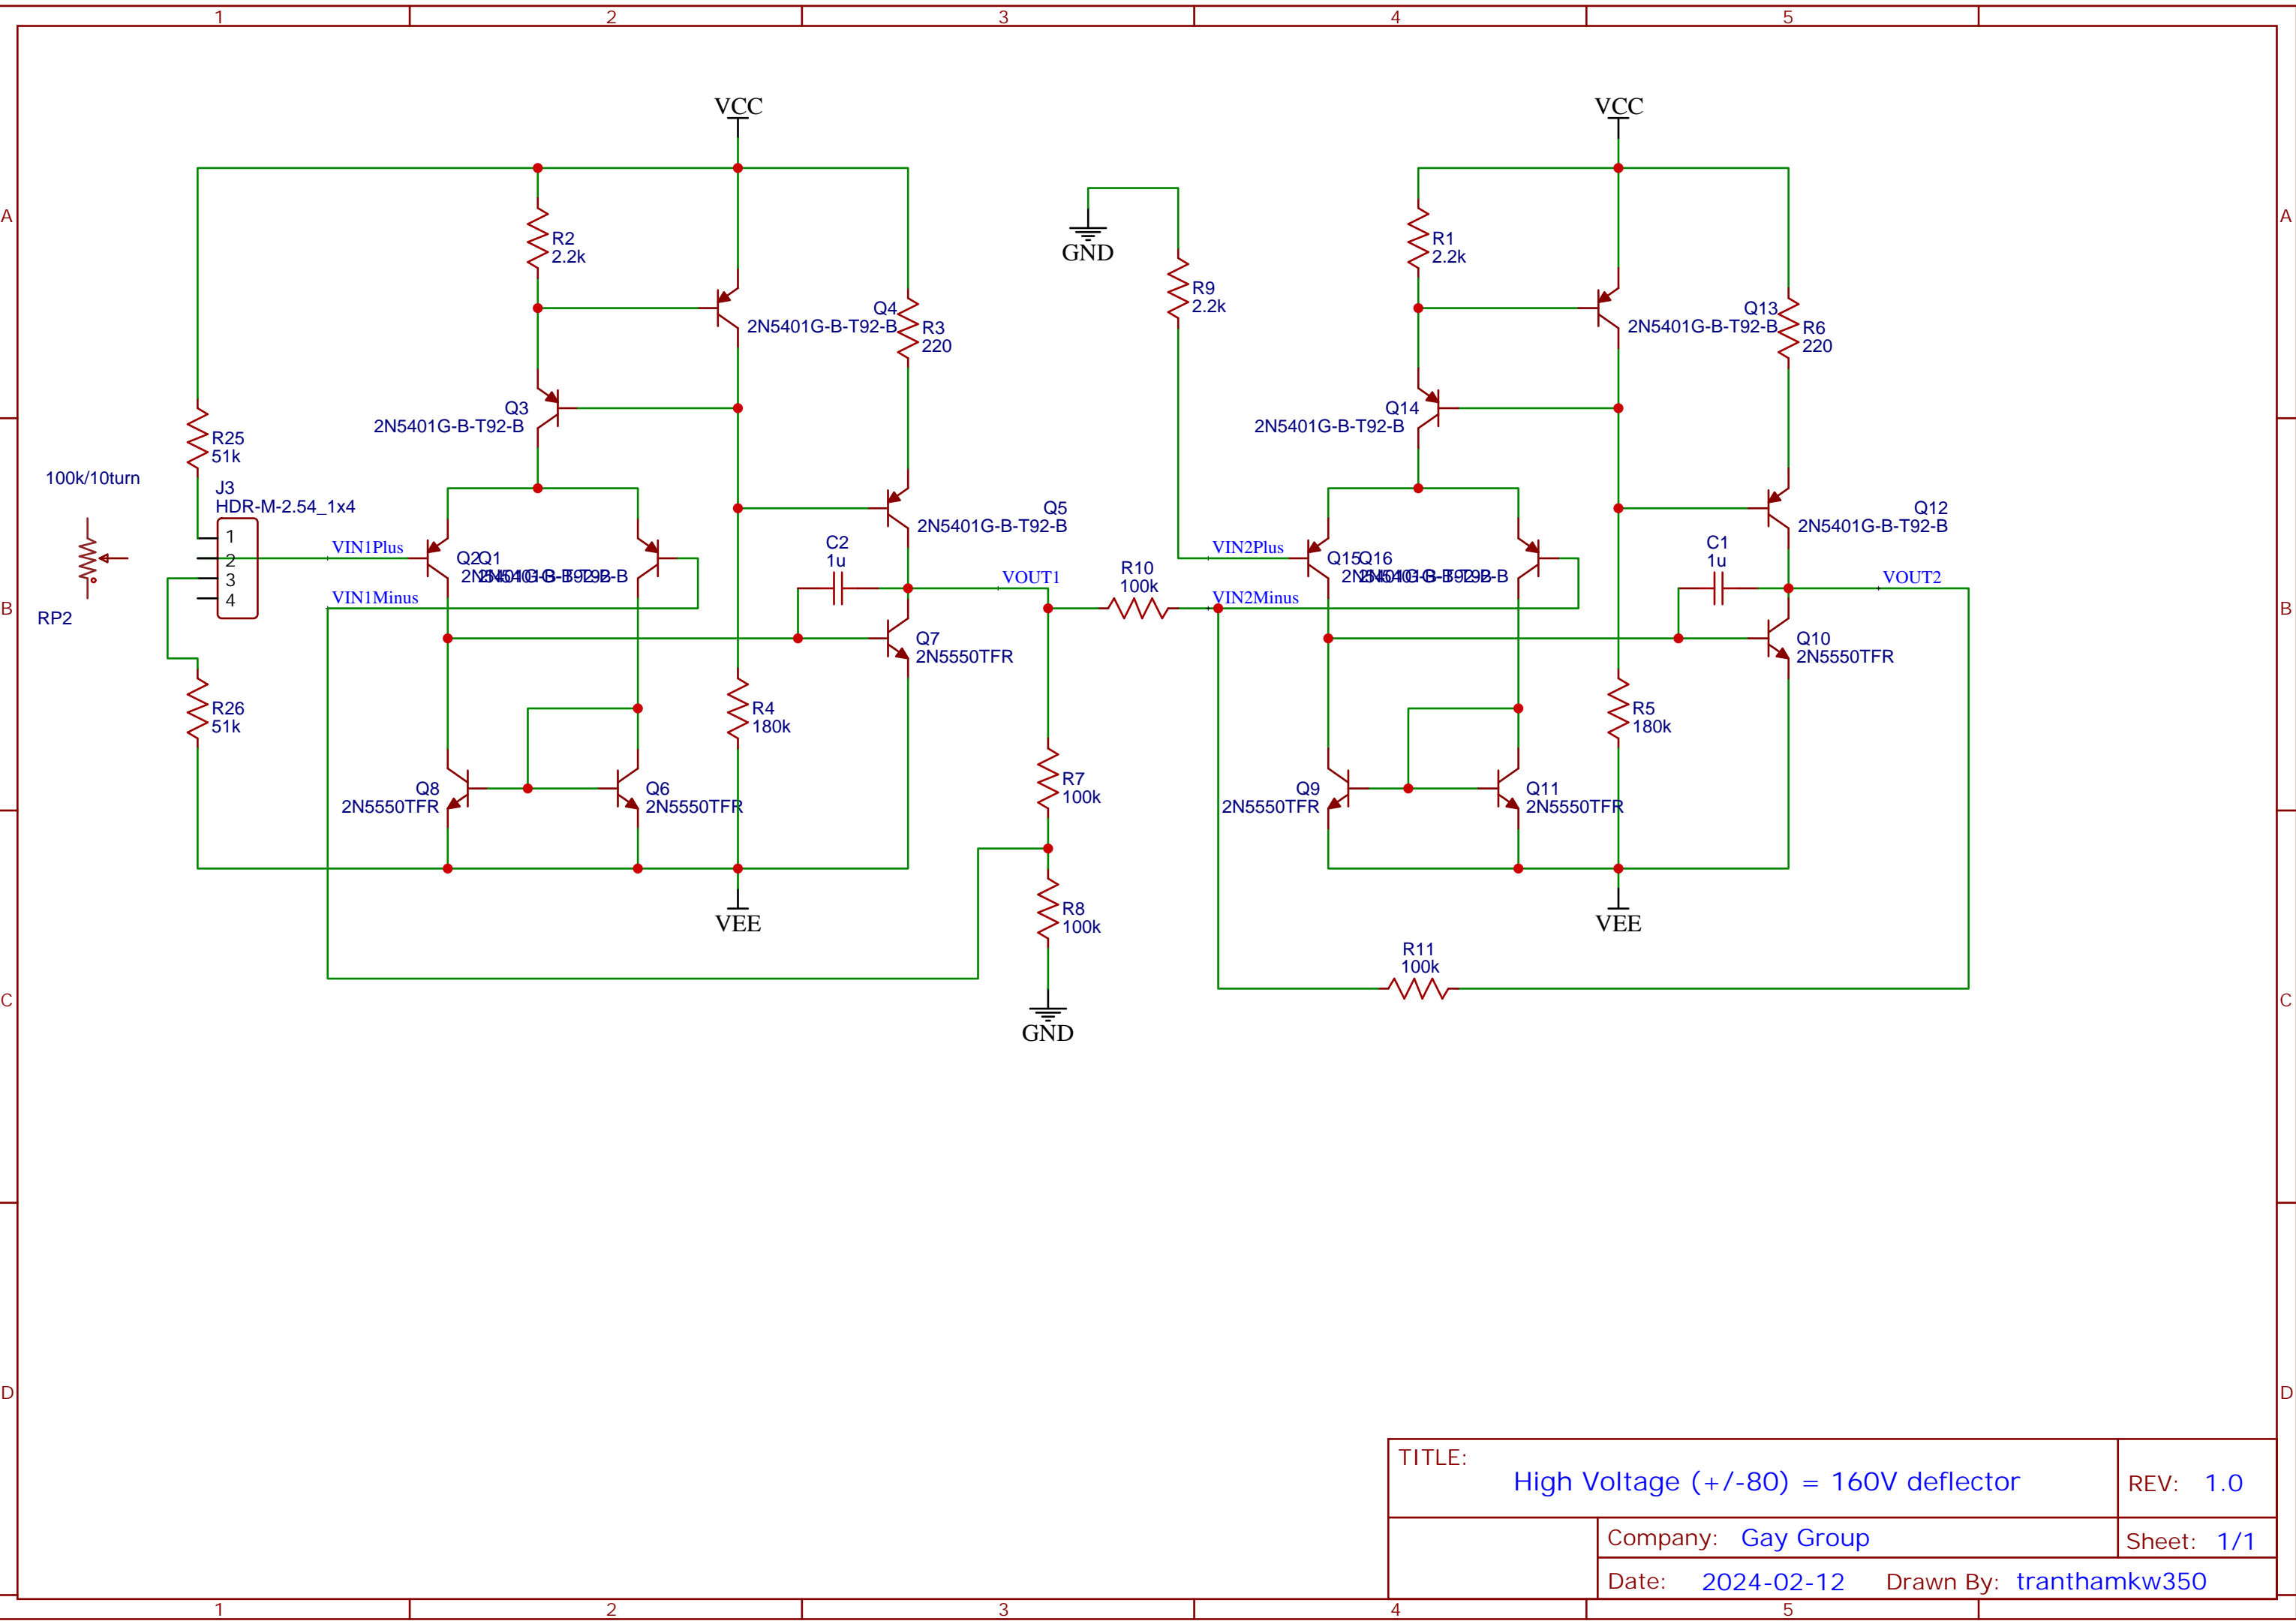 1 2 3 4 5
A A
B B
C C
D D
VCC
R2
2.2k
Q4
2N5401G-B-T92-B
R3
220
Q3
2N5401G-B-T92-B
R25
51k
100k/10turn
J3
HDR-M-2.54_1x4
1
2
3
4
RP2
VIN1Plus
VIN1Minus
Q2
Q1
Q5
2N5401G-B-T92-B
C2
1u
VOUT1
Q7
2N5550TFR
R26
51k
R4
180k
Q8
2N5550TFR
Q6
2N5550TFR
VEE
R7
100k
R8
100k
GND
GND
R9
2.2k
R10
100k
VCC
R1
2.2k
Q13
2N5401G-B-T92-B
R6
220
Q14
2N5401G-B-T92-B
VIN2Plus
VIN2Minus
Q15
Q16
Q12
2N5401G-B-T92-B
C1
1u
VOUT2
Q10
2N5550TFR
R5
180k
Q9
2N5550TFR
Q11
2N5550TFR
VEE
R11
100k
TITLE:
High Voltage (+/-80) = 160V deflector
REV: 1.0
Company: Gay Group
Sheet: 1/1
Date: 2024-02-12 Drawn By: tranthamkw350
1 2 3 4 5